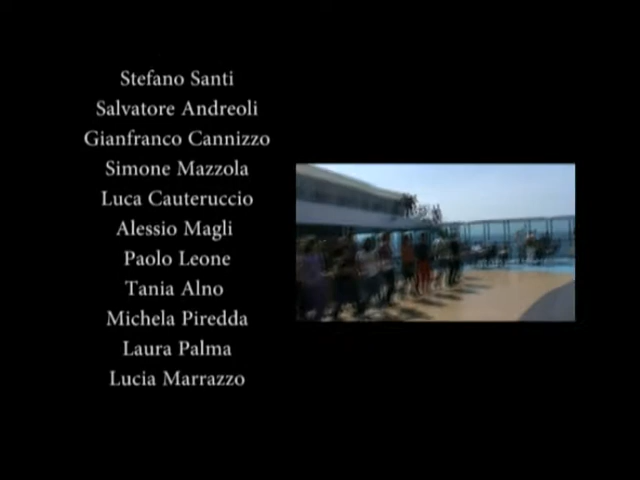 Stefano Santi
Salvatore Andreoli
Gianfranco Cannizzo
Simone Mazzola
Luca Cauteruccio
Alessio Magli
Paolo Leone
Tania Alno
Michela Piredda
Laura Palma
Lucia Marrazzo